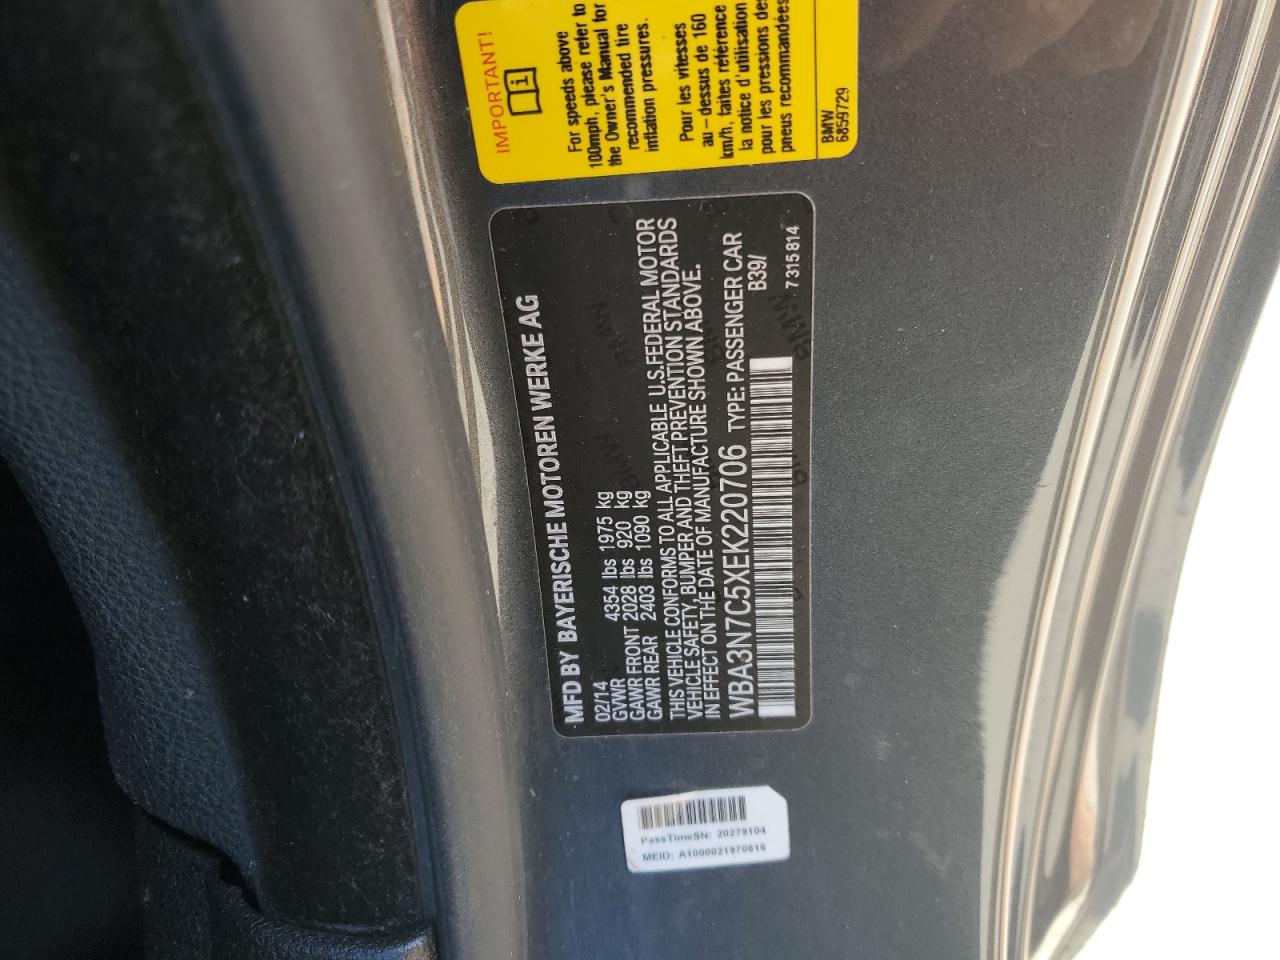 IMPORTANT!
i
For speeds above
100mph, please refer to
the Owner's Manual for
recommended tire
inflation pressures.
Pour les vitesses
au-dessus de 160
km/h, faites référence
la notice d'utilisation
pour les pressions des
pneus recommandées
BMW
6859729
MFD BY BAYERISCHE MOTOREN WERKE AG
02/14
GVWR 4354 lbs 1975 kg
GAWR FRONT 2028 lbs 920 kg
GAWR REAR 2403 lbs 1090 kg
THIS VEHICLE CONFORMS TO ALL APPLICABLE U.S.FEDERAL MOTOR
VEHICLE SAFETY, BUMPER AND THEFT PREVENTION STANDARDS
IN EFFECT ON THE DATE OF MANUFACTURE SHOWN ABOVE.
WBA3N7C5XEK220706 TYPE: PASSENGER CAR
B39/
7315814
PassTimeSN: 20279104
MEID: A1000021970616